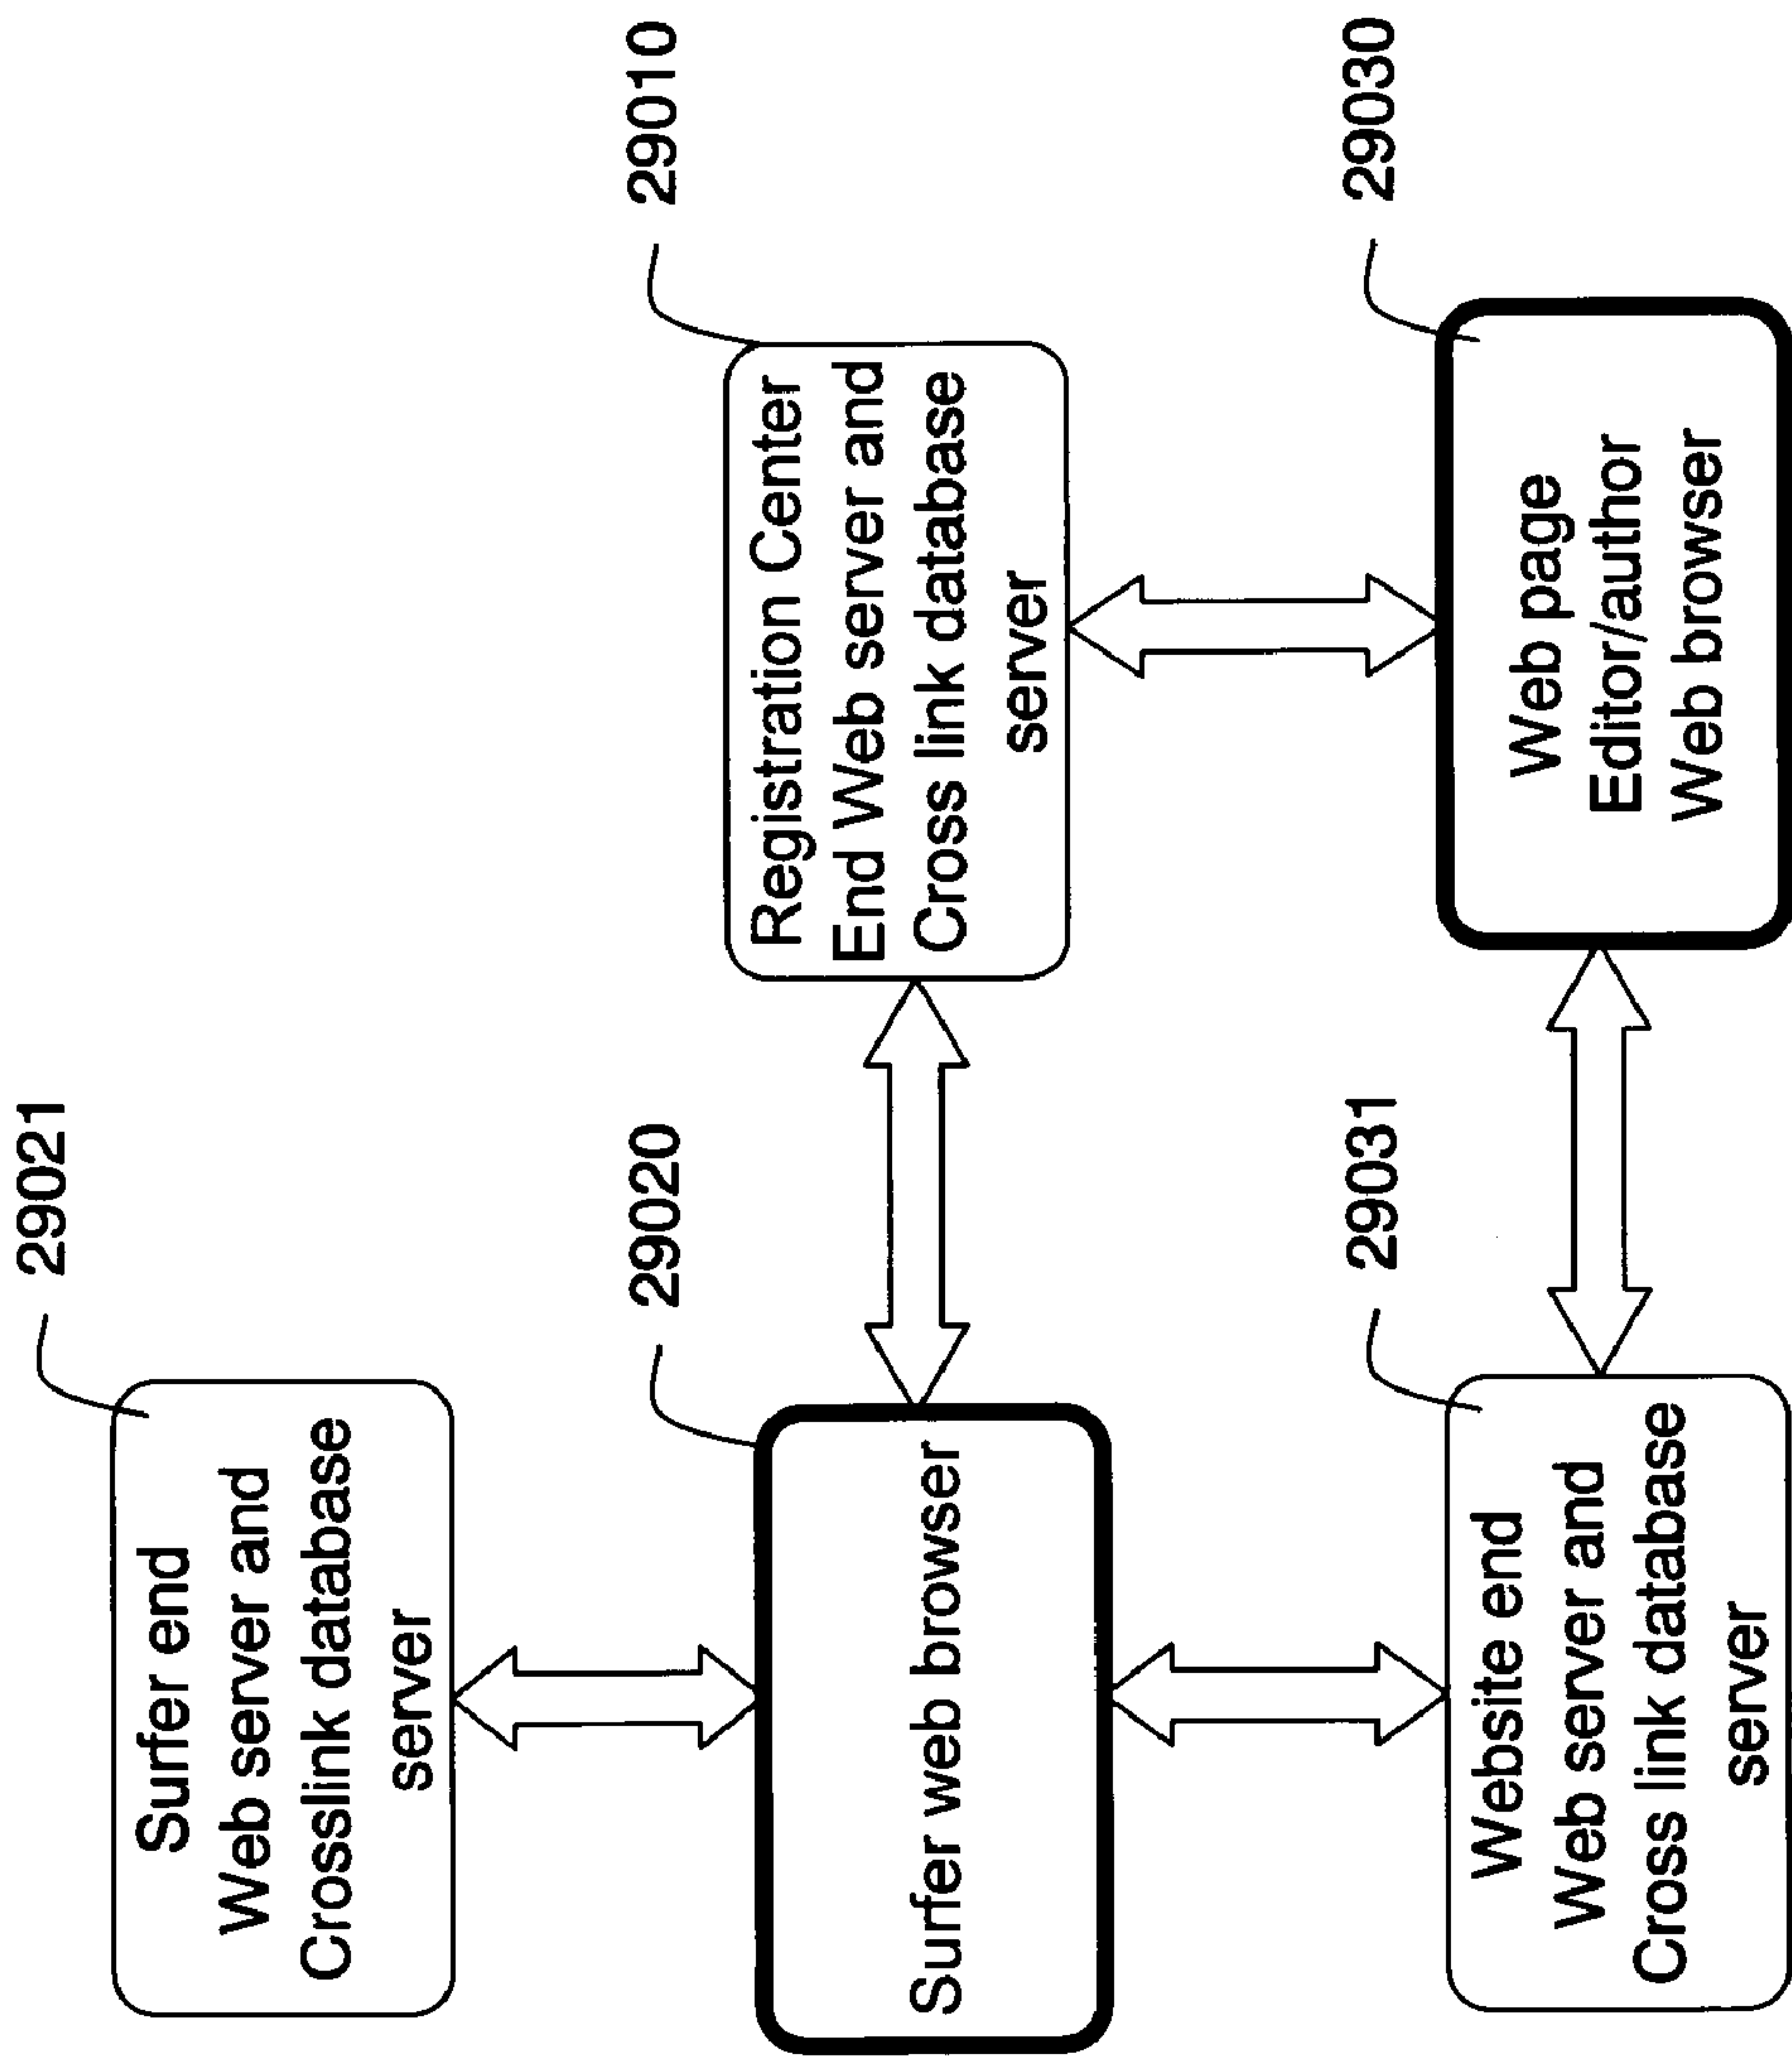 29021
Surfer end
Web server and
Crosslink database
server
29020
Surfer web browser
29010
Registration Center
End Web server and
Cross link database
server
29031
Website end
Web server and
Cross link database
server
29030
Web page
Editor/author
Web browser